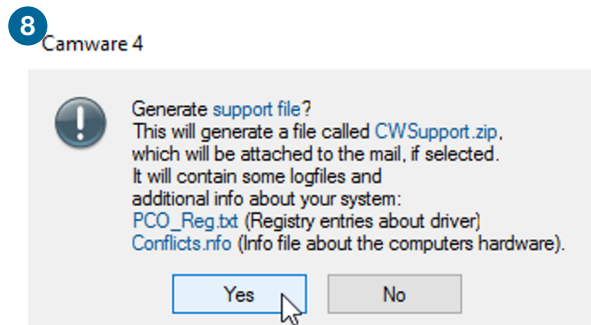 8
Camware 4
Generate support file?
This will generate a file called CWSupport.zip,
which will be attached to the mail, if selected.
It will contain some logfiles and
additional info about your system:
PCO_Reg.txt (Registry entries about driver)
Conflicts.nfo (Info file about the computers hardware).
Yes
No